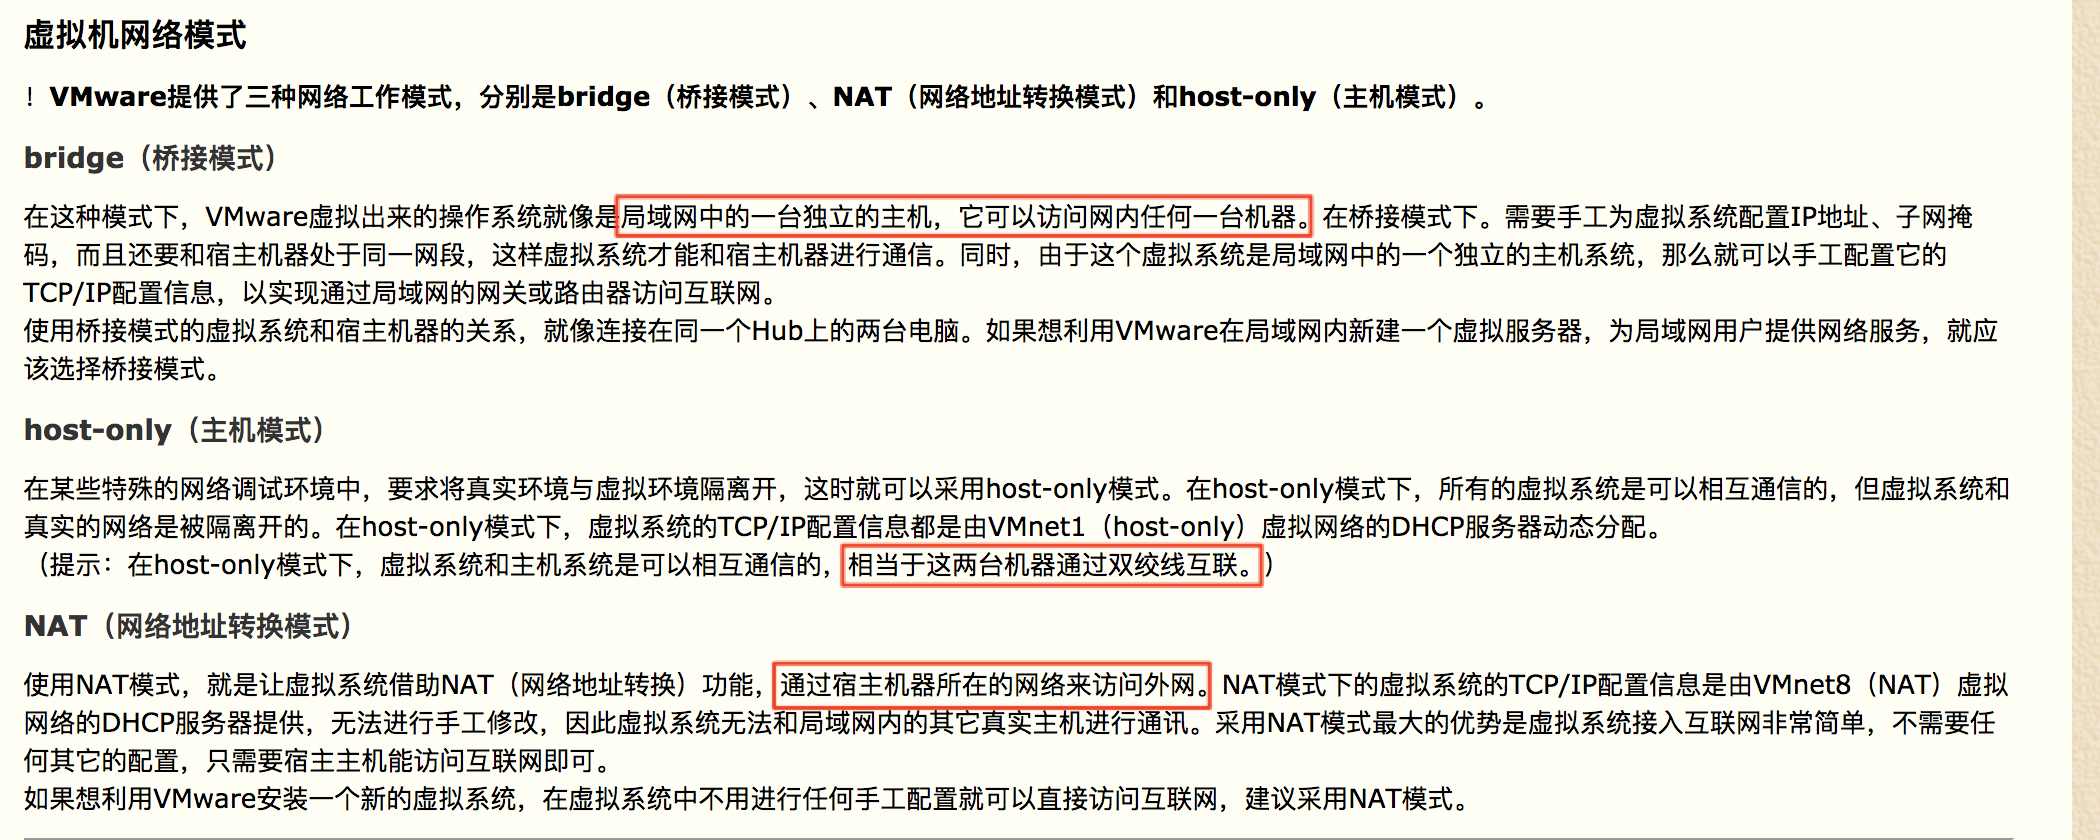 虚拟机网络模式
！VMware提供了三种网络工作模式，分别是bridge（桥接模式）、NAT（网络地址转换模式）和host-only（主机模式）。
bridge（桥接模式）
在这种模式下，VMware虚拟出来的操作系统就像是局域网中的一台独立的主机，它可以访问网内任何一台机器。在桥接模式下。需要手工为虚拟系统配置IP地址、子网掩
码，而且还要和宿主机器处于同一网段，这样虚拟系统才能和宿主机器进行通信。同时，由于这个虚拟系统是局域网中的一个独立的主机系统，那么就可以手工配置它的
TCP/IP配置信息，以实现通过局域网的网关或路由器访问互联网。
使用桥接模式的虚拟系统和宿主机器的关系，就像连接在同一个Hub上的两台电脑。如果想利用VMware在局域网内新建一个虚拟服务器，为局域网用户提供网络服务，就应
该选择桥接模式。
host-only（主机模式）
在某些特殊的网络调试环境中，要求将真实环境与虚拟环境隔离开，这时就可以采用host-only模式。在host-only模式下，所有的虚拟系统是可以相互通信的，但虚拟系统和
真实的网络是被隔离开的。在host-only模式下，虚拟系统的TCP/IP配置信息都是由VMnet1（host-only）虚拟网络的DHCP服务器动态分配。
（提示：在host-only模式下，虚拟系统和主机系统是可以相互通信的，相当于这两台机器通过双绞线互联。）
NAT（网络地址转换模式）
使用NAT模式，就是让虚拟系统借助NAT（网络地址转换）功能，通过宿主机器所在的网络来访问外网。NAT模式下的虚拟系统的TCP/IP配置信息是由VMnet8（NAT）虚拟
网络的DHCP服务器提供，无法进行手工修改，因此虚拟系统无法和局域网内的其它真实主机进行通讯。采用NAT模式最大的优势是虚拟系统接入互联网非常简单，不需要任
何其它的配置，只需要宿主主机能访问互联网即可。
如果想利用VMware安装一个新的虚拟系统，在虚拟系统中不用进行任何手工配置就可以直接访问互联网，建议采用NAT模式。